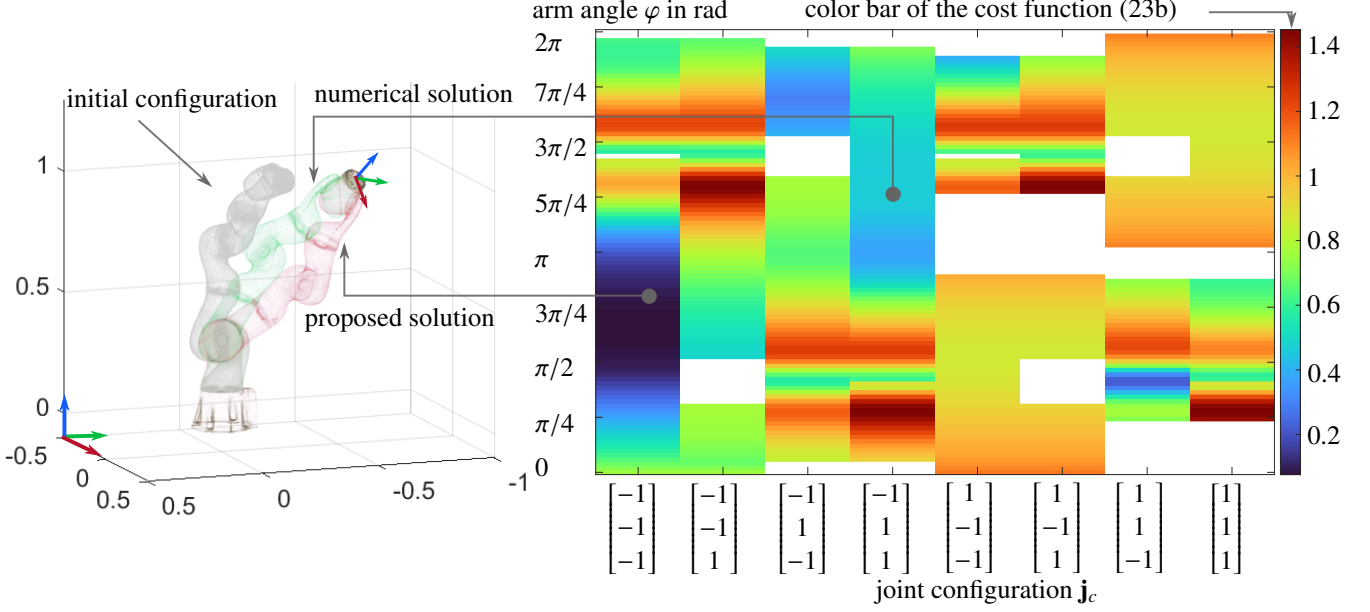 arm angle φ in rad
color bar of the cost function (23b)
initial configuration
numerical solution
proposed solution
1
0.5
0
-0.5
0
0.5
0.5
0
-0.5
-1
2π
7π/4
3π/2
5π/4
π
3π/4
π/2
π/4
0
1.4
1.2
1
0.8
0.6
0.4
0.2
[−1 −1 −1] [−1 −1 1] [−1 1 −1] [−1 1 1] [1 −1 −1] [1 −1 1] [1 1 −1] [1 1 1]
joint configuration j_c